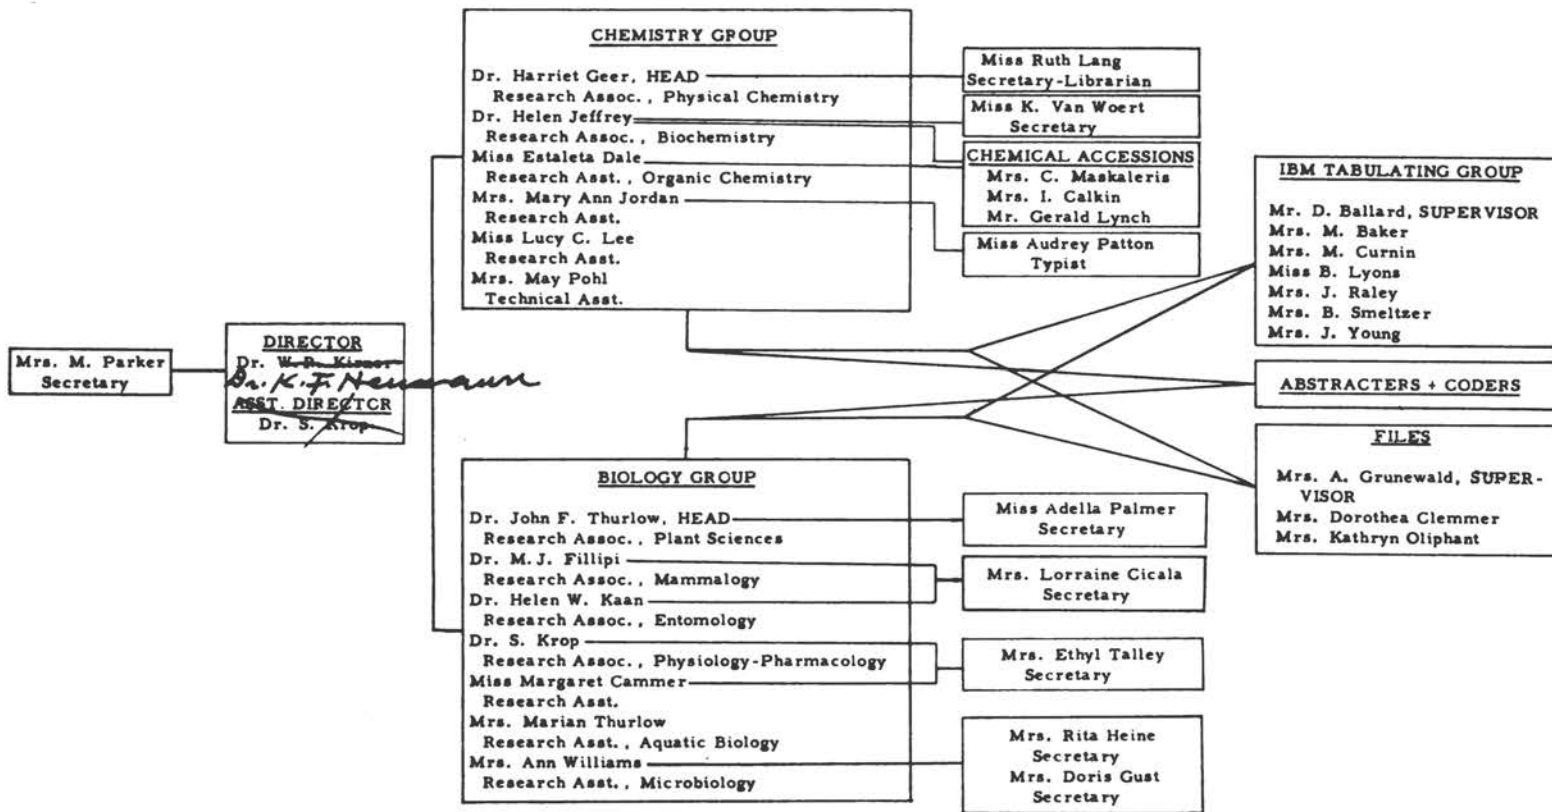 CHEMISTRY GROUP
Dr. Harriet Geer, HEAD
Research Assoc., Physical Chemistry
Dr. Helen Jeffrey
Research Assoc., Biochemistry
Miss Estaleta Dale
Research Asst., Organic Chemistry
Mrs. Mary Ann Jordan
Research Asst.
Miss Lucy C. Lee
Research Asst.
Mrs. May Pohl
Technical Asst.
Miss Ruth Lang
Secretary-Librarian
Miss K. Van Woert
Secretary
CHEMICAL ACCESSIONS
Mrs. C. Maskaleris
Mrs. I. Calkin
Mr. Gerald Lynch
Miss Audrey Patton
Typist
Mrs. M. Parker
Secretary
DIRECTOR
Dr. W. R. Kirner
Dr. K. F. Heumann
ASST. DIRECTOR
Dr. S. Krop
BIOLOGY GROUP
Dr. John F. Thurlow, HEAD
Research Assoc., Plant Sciences
Dr. M. J. Fillipi
Research Assoc., Mammalogy
Dr. Helen W. Kaan
Research Assoc., Entomology
Dr. S. Krop
Research Assoc., Physiology-Pharmacology
Miss Margaret Cammer
Research Asst.
Mrs. Marian Thurlow
Research Asst., Aquatic Biology
Mrs. Ann Williams
Research Asst., Microbiology
Miss Adella Palmer
Secretary
Mrs. Lorraine Cicala
Secretary
Mrs. Ethyl Talley
Secretary
Mrs. Rita Heine
Secretary
Mrs. Doris Gust
Secretary
IBM TABULATING GROUP
Mr. D. Ballard, SUPERVISOR
Mrs. M. Baker
Mrs. M. Curnin
Miss B. Lyons
Mrs. J. Raley
Mrs. B. Smeltzer
Mrs. J. Young
ABSTRACTERS + CODERS
FILES
Mrs. A. Grunewald, SUPER-
VISOR
Mrs. Dorothea Clemmer
Mrs. Kathryn Oliphant